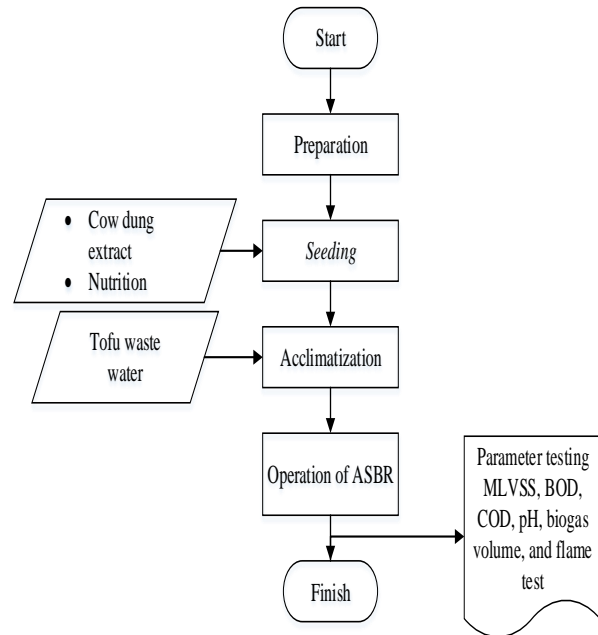 Start
Preparation
• Cow dung
extract
• Nutrition
Seeding
Tofu waste
water
Acclimatization
Operation of ASBR
Parameter testing
MLVSS, BOD,
COD, pH, biogas
volume, and flame
test
Finish